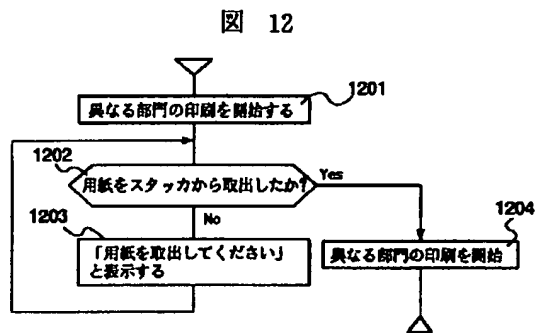 図 12
1201
異なる部門の印刷を開始する
1202
用紙をスタッカから取出したか?
Yes
No
1203
「用紙を取出してください」
と表示する
1204
異なる部門の印刷を開始